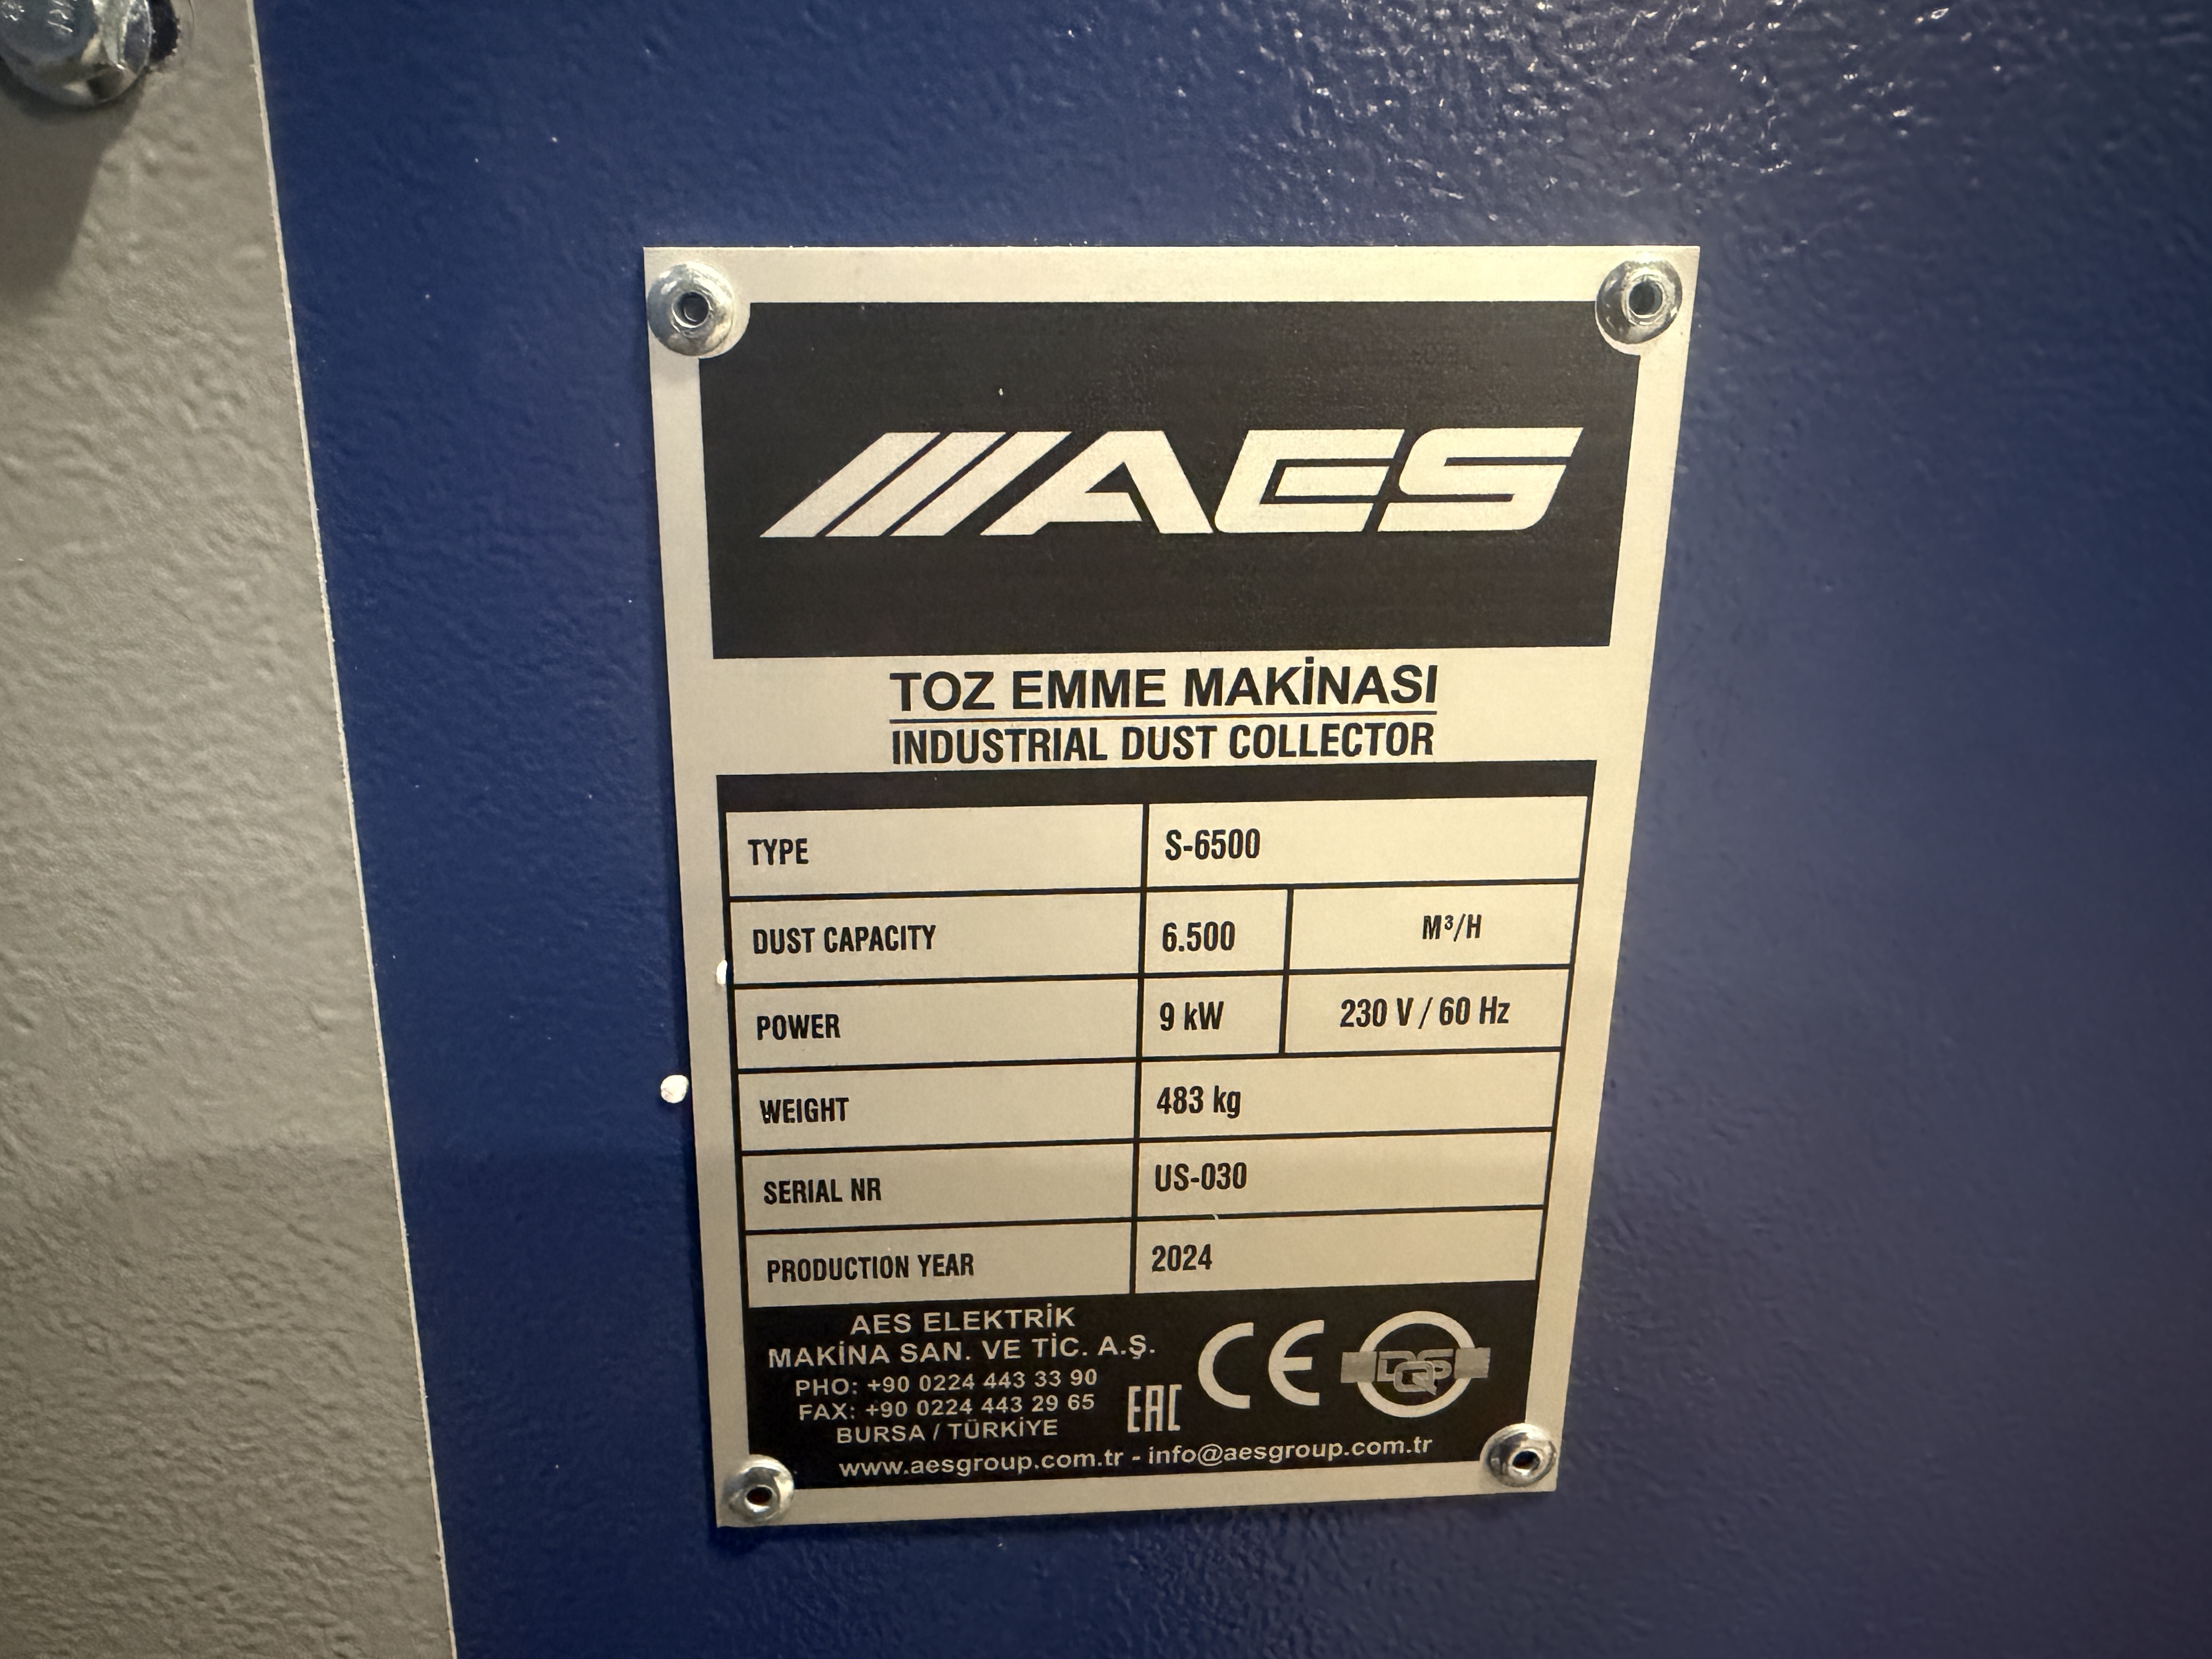 AES
TOZ EMME MAKİNASI
INDUSTRIAL DUST COLLECTOR
TYPE S-6500
DUST CAPACITY 6.500 M³/H
POWER 9 kW 230 V / 60 Hz
WEIGHT 483 kg
SERIAL NR US-030
PRODUCTION YEAR 2024
AES ELEKTRİK
MAKİNA SAN. VE TİC. A.Ş.
PHO: +90 0224 443 33 90
FAX: +90 0224 443 29 65
BURSA / TÜRKİYE
EAC CE DQS
www.aesgroup.com.tr - info@aesgroup.com.tr